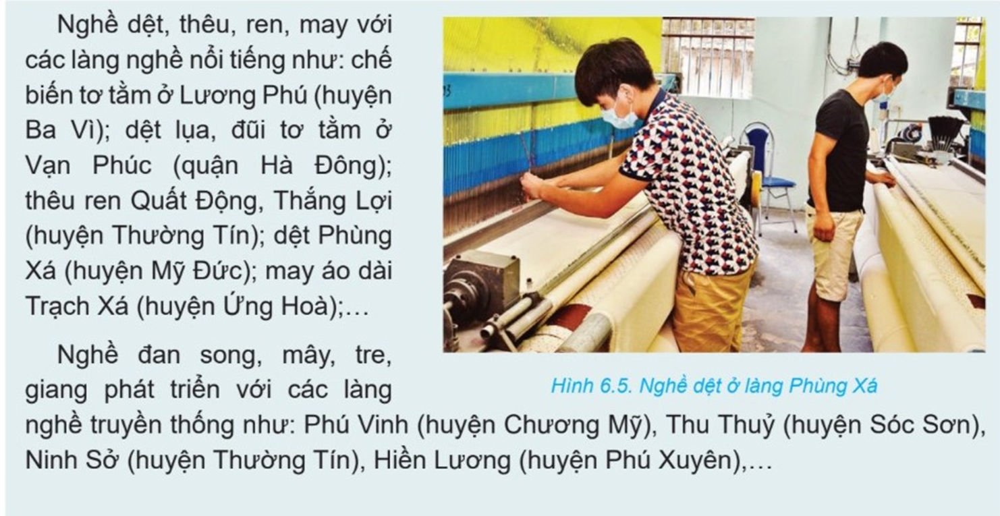 Nghề dệt, thêu, ren, may với
các làng nghề nổi tiếng như: chế
biến tơ tằm ở Lương Phú (huyện
Ba Vì); dệt lụa, đũi tơ tằm ở
Vạn Phúc (quận Hà Đông);
thêu ren Quất Động, Thắng Lợi
(huyện Thường Tín); dệt Phùng
Xá (huyện Mỹ Đức); may áo dài
Trạch Xá (huyện Ứng Hoà);…
Hình 6.5. Nghề dệt ở làng Phùng Xá
Nghề đan song, mây, tre,
giang phát triển với các làng
nghề truyền thống như: Phú Vinh (huyện Chương Mỹ), Thu Thuỷ (huyện Sóc Sơn),
Ninh Sở (huyện Thường Tín), Hiền Lương (huyện Phú Xuyên),…